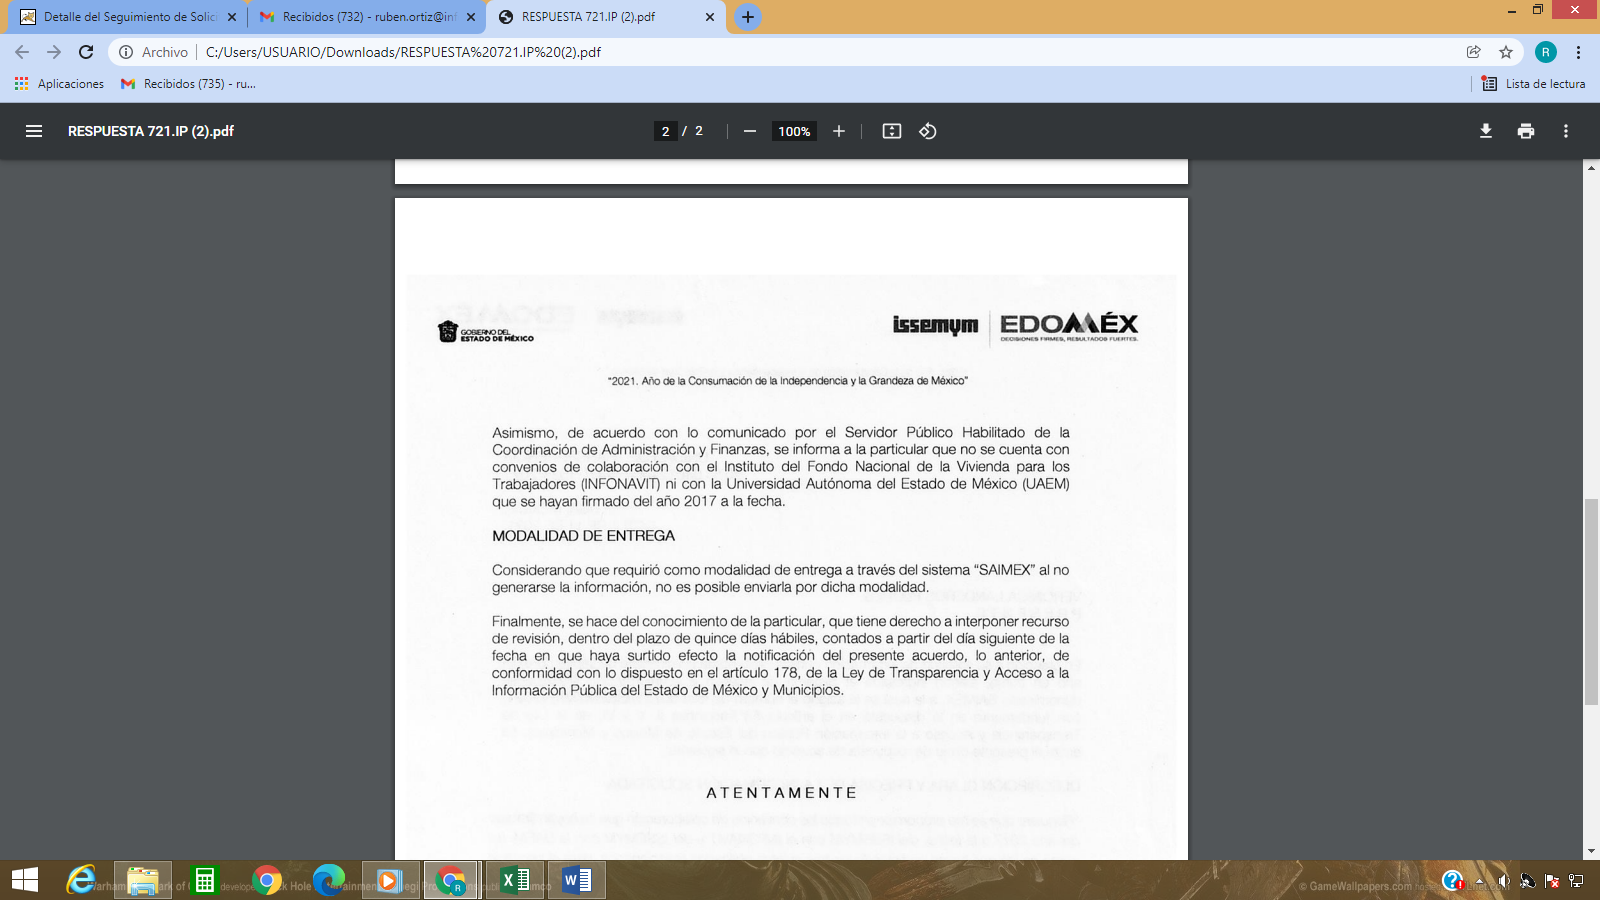 Detalle del Seguimiento de Solici
Recibidos (732) - ruben.ortiz@inf
RESPUESTA 721.IP (2).pdf
Archivo
C:/Users/USUARIO/Downloads/RESPUESTA%20721.IP%20(2).pdf
R
Aplicaciones
Recibidos (735) - ru...
Lista de lectura
RESPUESTA 721.IP (2).pdf
2 / 2
100%
GOBIERNO DEL
ESTADO DE MÉXICO
issemym
EDOMÉX
DECISIONES FIRMES, RESULTADOS FUERTES.
"2021. Año de la Consumación de la Independencia y la Grandeza de México"
Asimismo, de acuerdo con lo comunicado por el Servidor Público Habilitado de la
Coordinación de Administración y Finanzas, se informa a la particular que no se cuenta con
convenios de colaboración con el Instituto del Fondo Nacional de la Vivienda para los
Trabajadores (INFONAVIT) ni con la Universidad Autónoma del Estado de México (UAEM)
que se hayan firmado del año 2017 a la fecha.
MODALIDAD DE ENTREGA
Considerando que requirió como modalidad de entrega a través del sistema "SAIMEX" al no
generarse la información, no es posible enviarla por dicha modalidad.
Finalmente, se hace del conocimiento de la particular, que tiene derecho a interponer recurso
de revisión, dentro del plazo de quince días hábiles, contados a partir del día siguiente de la
fecha en que haya surtido efecto la notificación del presente acuerdo, lo anterior, de
conformidad con lo dispuesto en el artículo 178, de la Ley de Transparencia y Acceso a la
Información Pública del Estado de México y Municipios.
ATENTAMENTE
© GameWallpapers.com